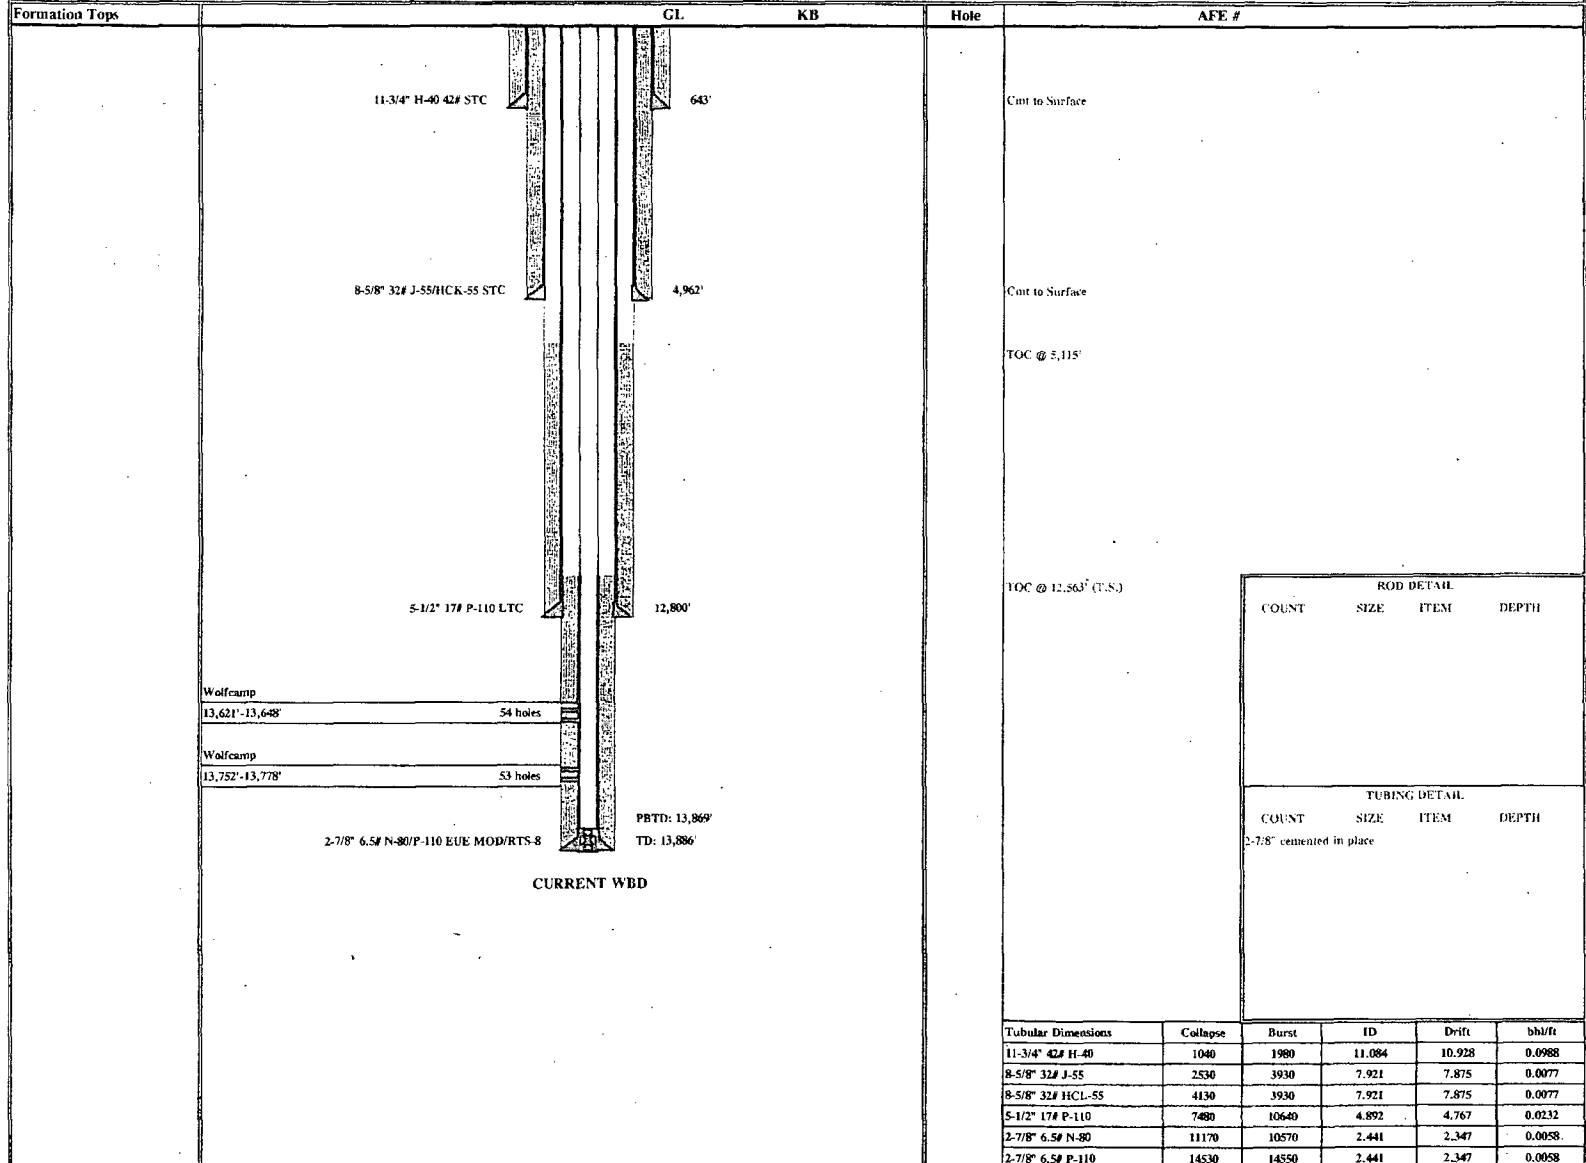 Formation Tops GL KB Hole AFE #
11-3/4" H-40 42# STC 643' Cmt to Surface
8-5/8" 32# J-55/HCK-55 STC 4,962' Cmt to Surface
TOC @ 5,115'
TOC @ 12,563' (T.S.)
5-1/2" 17# P-110 LTC 12,800'
Wolfcamp
13,621'-13,648' 54 holes
Wolfcamp
13,752'-13,778' 53 holes
PBTD: 13,869'
2-7/8" 6.5# N-80/P-110 EUE MOD/RTS-8 TD: 13,886'
CURRENT WBD
ROD DETAIL
COUNT SIZE ITEM DEPTH
TUBING DETAIL
COUNT SIZE ITEM DEPTH
2-7/8" cemented in place
Tubular Dimensions Collapse Burst ID Drift bbl/ft
11-3/4" 42# H-40 1040 1980 11.084 10.928 0.0988
8-5/8" 32# J-55 2530 3930 7.921 7.875 0.0077
8-5/8" 32# HCL-55 4130 3930 7.921 7.875 0.0077
5-1/2" 17# P-110 7480 10640 4.892 4.767 0.0232
2-7/8" 6.5# N-80 11170 10570 2.441 2.347 0.0058
2-7/8" 6.5# P-110 14530 14550 2.441 2.347 0.0058